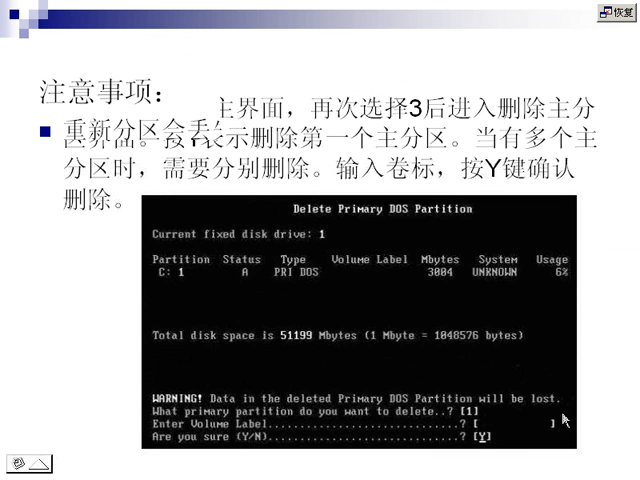 恢复
注意事项：
主界面，再次选择3后进入删除主分
重新分区会丢
示删除第一个主分区。当有多个主
分区时，需要分别删除。输入卷标，按Y键确认
删除。
Delete Primary DOS Partition
Current fixed disk drive: 1
Partition Status Type Volume Label Mbytes System Usage
C: 1 A PRI DOS 3004 UNKNOWN 6%
Total disk space is 51199 Mbytes (1 Mbyte = 1048576 bytes)
WARNING! Data in the deleted Primary DOS Partition will be lost.
What primary partition do you want to delete..? [1]
Enter Volume Label.............................? [ ]
Are you sure (Y/N).............................? [Y]